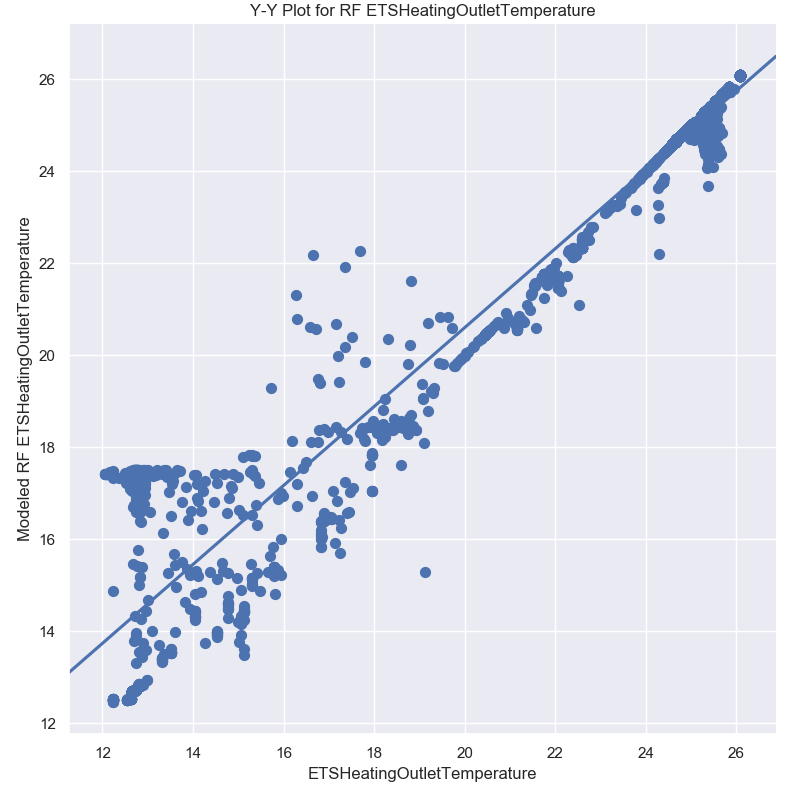 Y-Y Plot for RF ETSHeatingOutletTemperature
26
24
22
20
18
16
14
12
Modeled RF ETSHeatingOutletTemperature
12 14 16 18 20 22 24 26
ETSHeatingOutletTemperature